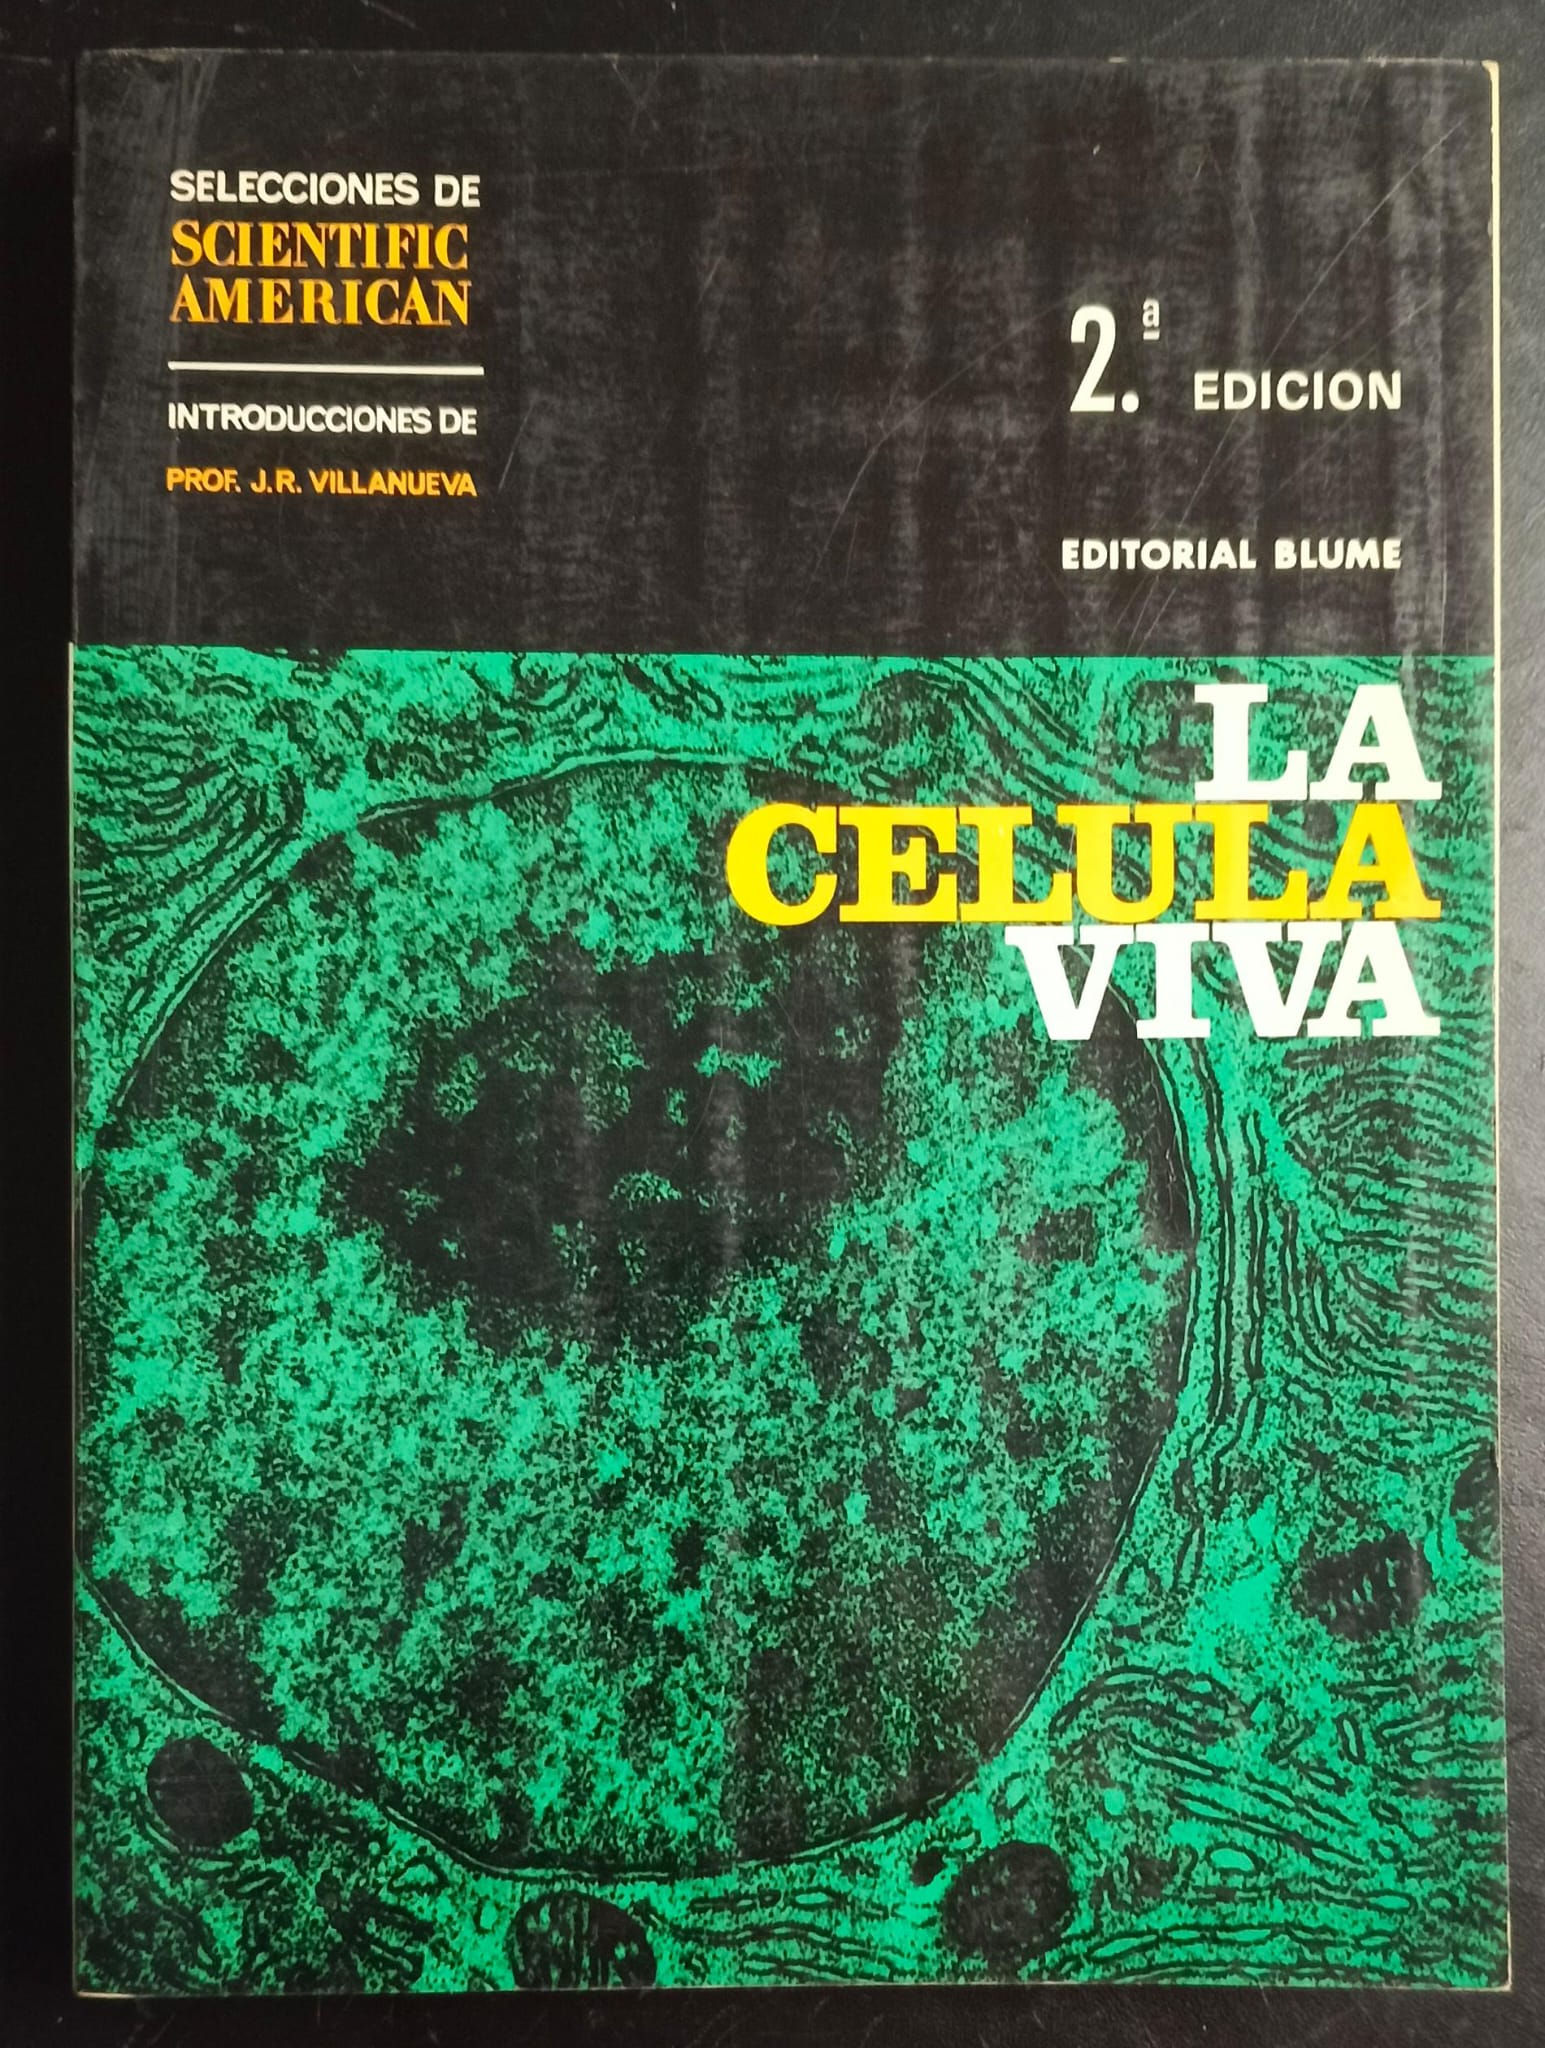 SELECCIONES DE
SCIENTIFIC
AMERICAN
INTRODUCCIONES DE
PROF. J.R. VILLANUEVA
2.ª EDICION
EDITORIAL BLUME
LA
CELULA
VIVA